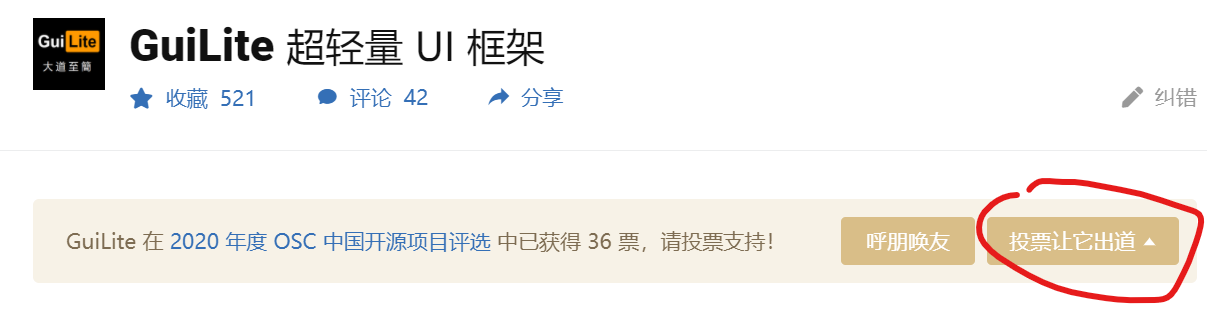 GuiLite
大道至簡
GuiLite 超轻量 UI 框架
收藏 521 评论 42 分享 纠错
GuiLite 在 2020 年度 OSC 中国开源项目评选 中已获得 36 票，请投票支持！ 呼朋唤友 投票让它出道